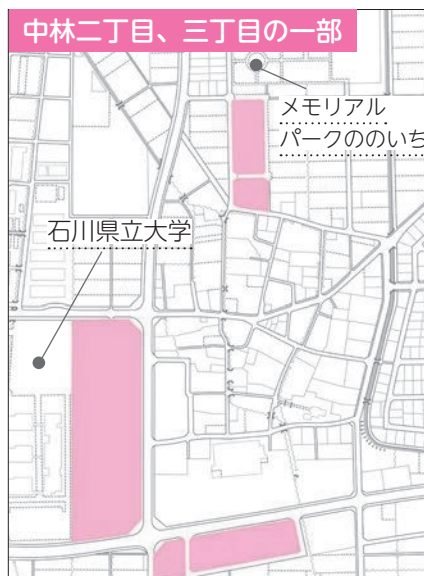 中林二丁目、三丁目の一部
メモリアル
パークののいち
石川県立大学